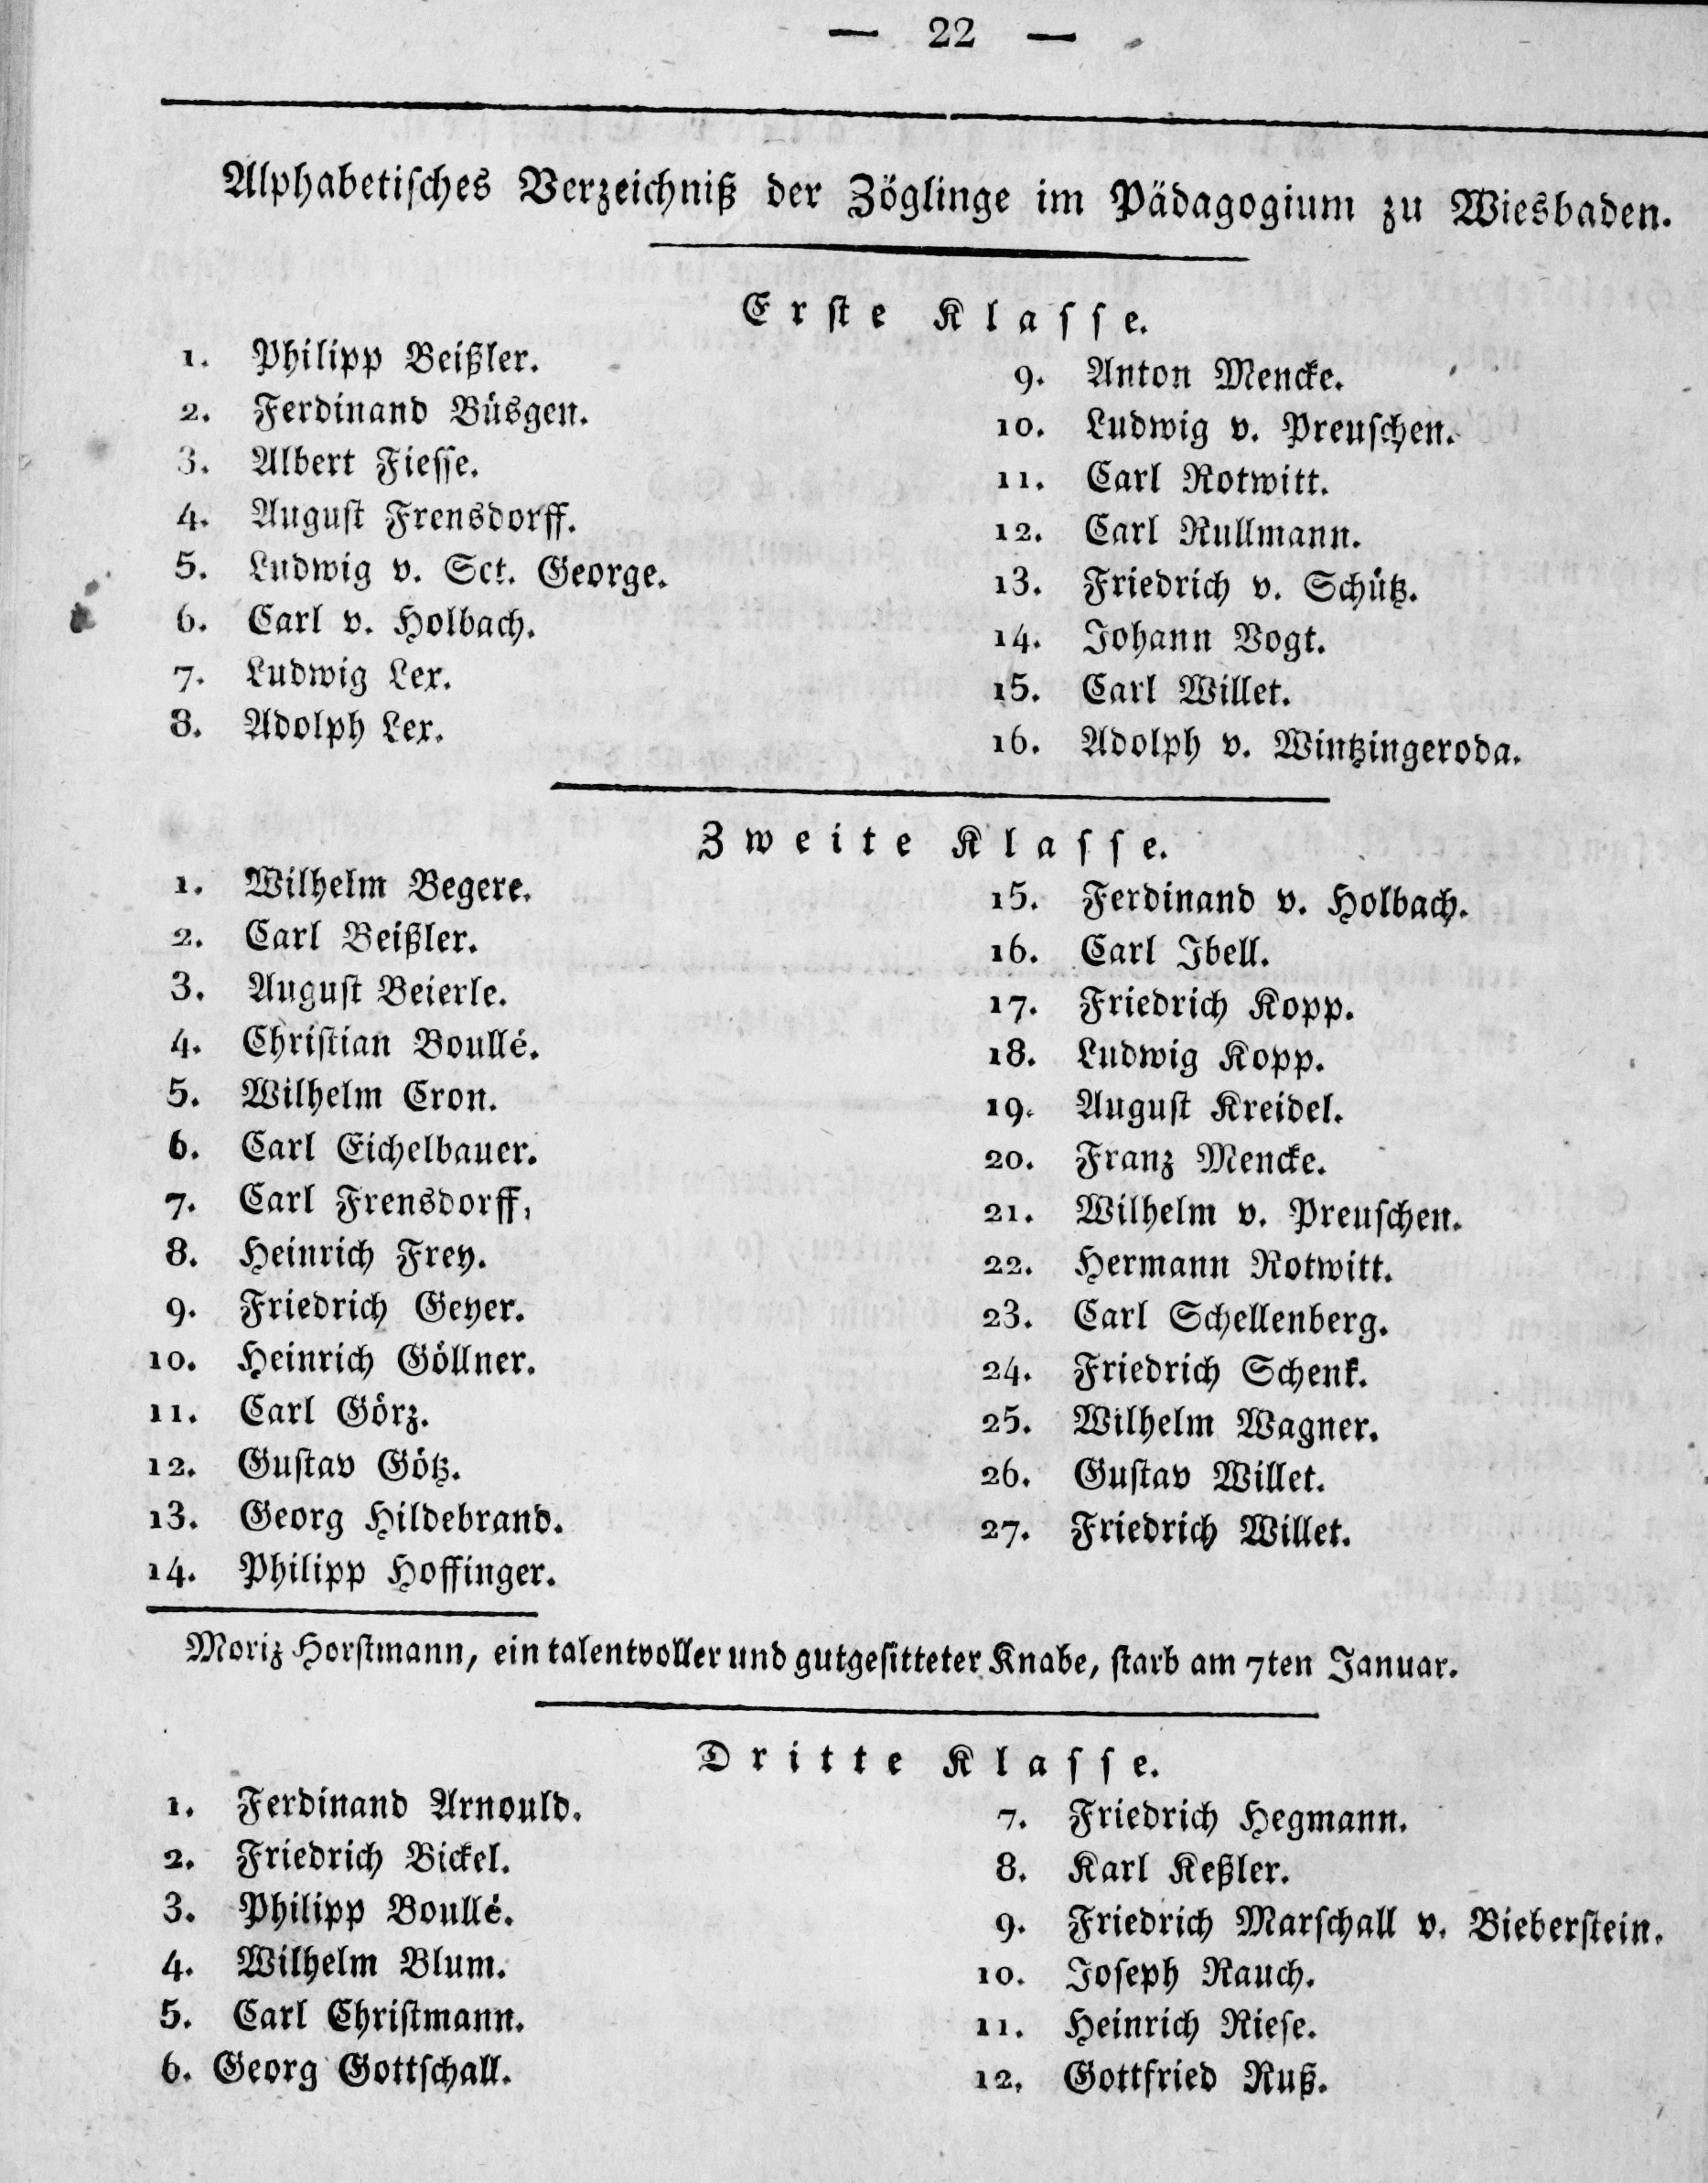 — 22 —
Alphabetisches Verzeichniß der Zöglinge im Pädagogium zu Wiesbaden.
Erste Klasse.
1. Philipp Beißler.
2. Ferdinand Büsgen.
3. Albert Fiesse.
4. August Frensdorff.
5. Ludwig v. Sct. George.
6. Carl v. Holbach.
7. Ludwig Lex.
8. Adolph Lex.
9. Anton Mencke.
10. Ludwig v. Preuschen.
11. Carl Rotwitt.
12. Carl Rullmann.
13. Friedrich v. Schütz.
14. Johann Vogt.
15. Carl Willet.
16. Adolph v. Wintzingeroda.
Zweite Klasse.
1. Wilhelm Begere.
2. Carl Beißler.
3. August Beierle.
4. Christian Boullé.
5. Wilhelm Cron.
6. Carl Eichelbauer.
7. Carl Frensdorff.
8. Heinrich Frey.
9. Friedrich Geyer.
10. Heinrich Göllner.
11. Carl Görz.
12. Gustav Götz.
13. Georg Hildebrand.
14. Philipp Hoffinger.
15. Ferdinand v. Holbach.
16. Carl Ibell.
17. Friedrich Kopp.
18. Ludwig Kopp.
19. August Kreidel.
20. Franz Mencke.
21. Wilhelm v. Preuschen.
22. Hermann Rotwitt.
23. Carl Schellenberg.
24. Friedrich Schenk.
25. Wilhelm Wagner.
26. Gustav Willet.
27. Friedrich Willet.
Moriz Horstmann, ein talentvoller und gutgesitteter Knabe, starb am 7ten Januar.
Dritte Klasse.
1. Ferdinand Arnould.
2. Friedrich Bickel.
3. Philipp Boullé.
4. Wilhelm Blum.
5. Carl Christmann.
6. Georg Gottschall.
7. Friedrich Hegmann.
8. Karl Keßler.
9. Friedrich Marschall v. Bieberstein.
10. Joseph Rauch.
11. Heinrich Riese.
12. Gottfried Ruß.